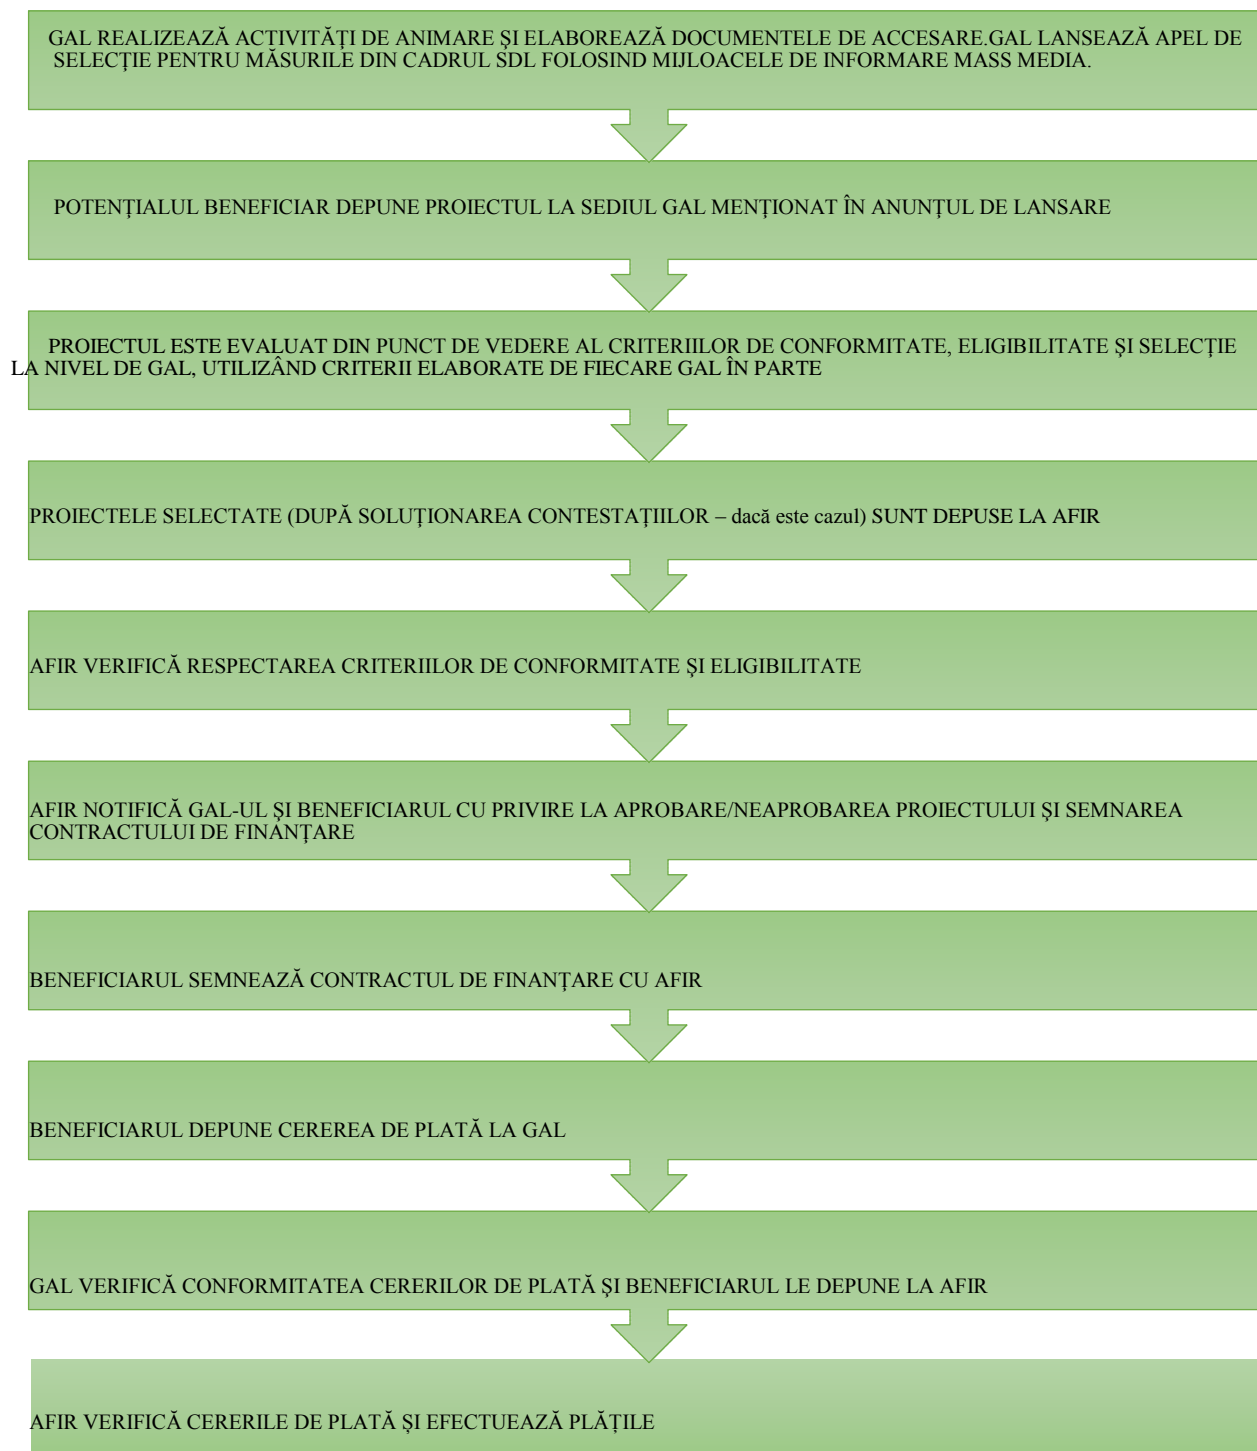 GAL REALIZEAZĂ ACTIVITĂŢI DE ANIMARE ŞI ELABOREAZĂ DOCUMENTELE DE ACCESARE.GAL LANSEAZĂ APEL DE
SELECŢIE PENTRU MĂSURILE DIN CADRUL SDL FOLOSIND MIJLOACELE DE INFORMARE MASS MEDIA.
POTENŢIALUL BENEFICIAR DEPUNE PROIECTUL LA SEDIUL GAL MENŢIONAT ÎN ANUNŢUL DE LANSARE
PROIECTUL ESTE EVALUAT DIN PUNCT DE VEDERE AL CRITERIILOR DE CONFORMITATE, ELIGIBILITATE ŞI SELECŢIE
LA NIVEL DE GAL, UTILIZÂND CRITERII ELABORATE DE FIECARE GAL ÎN PARTE
PROIECTELE SELECTATE (DUPĂ SOLUŢIONAREA CONTESTAŢIILOR – dacă este cazul) SUNT DEPUSE LA AFIR
AFIR VERIFICĂ RESPECTAREA CRITERIILOR DE CONFORMITATE ŞI ELIGIBILITATE
AFIR NOTIFICĂ GAL-UL ŞI BENEFICIARUL CU PRIVIRE LA APROBARE/NEAPROBAREA PROIECTULUI ŞI SEMNAREA
CONTRACTULUI DE FINANŢARE
BENEFICIARUL SEMNEAZĂ CONTRACTUL DE FINANŢARE CU AFIR
BENEFICIARUL DEPUNE CEREREA DE PLATĂ LA GAL
GAL VERIFICĂ CONFORMITATEA CERERILOR DE PLATĂ ŞI BENEFICIARUL LE DEPUNE LA AFIR
AFIR VERIFICĂ CERERILE DE PLATĂ ȘI EFECTUEAZĂ PLĂȚILE